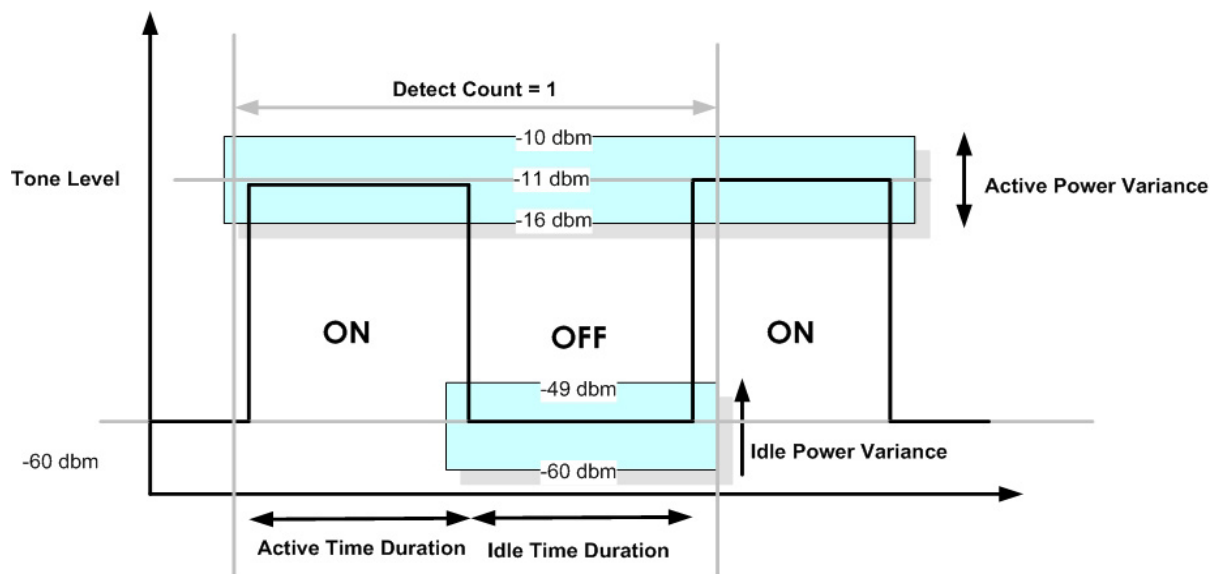 Detect Count = 1
-10 dbm
Tone Level
-11 dbm
Active Power Variance
-16 dbm
ON
OFF
ON
-49 dbm
-60 dbm
-60 dbm
Idle Power Variance
Active Time Duration
Idle Time Duration